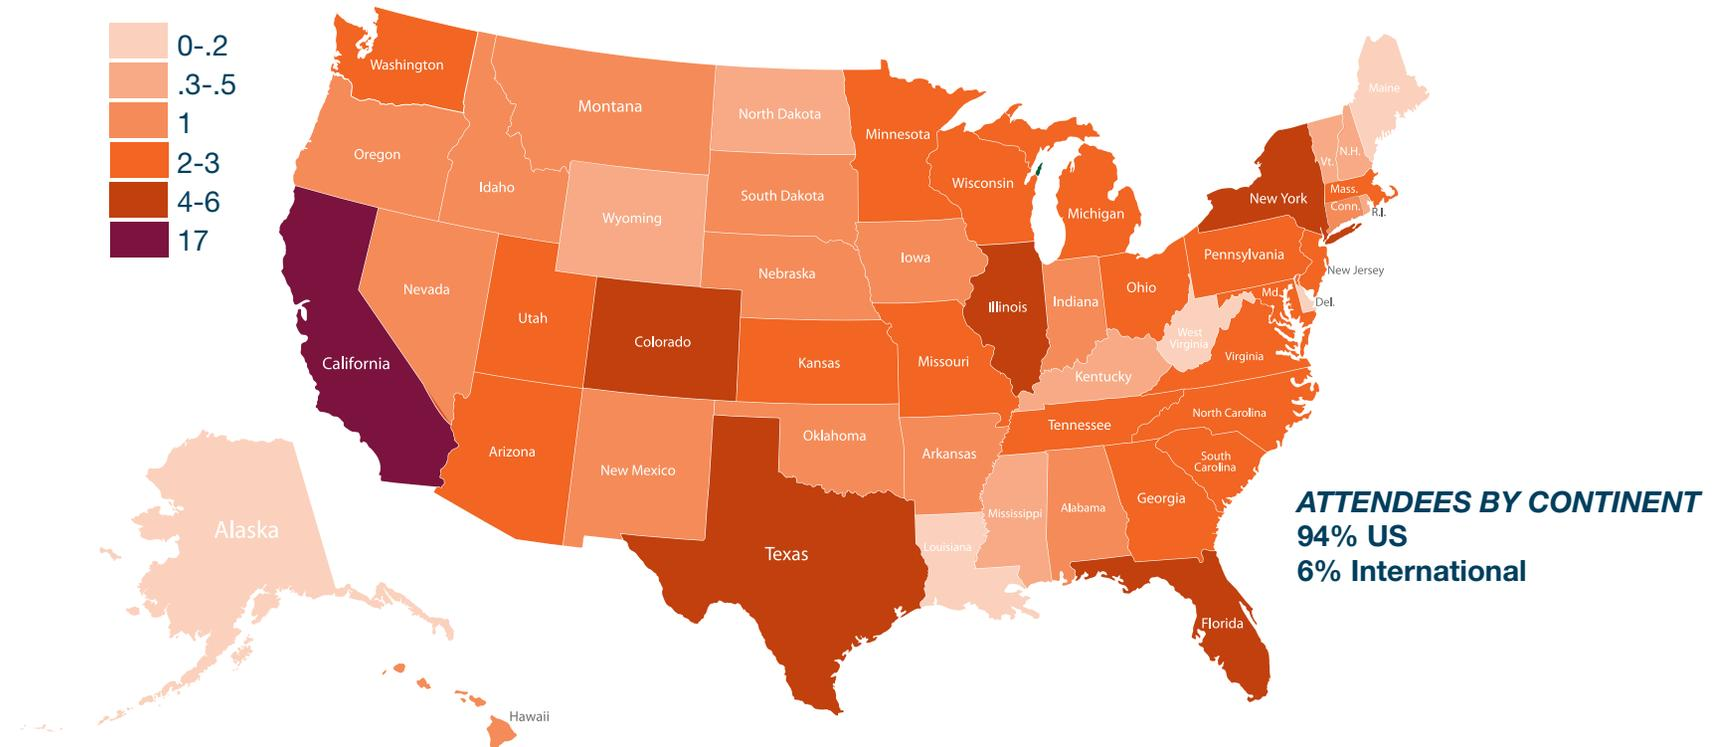 0-.2
.3-.5
1
2-3
4-6
17
Washington
Oregon
California
Idaho
Nevada
Montana
Wyoming
Utah
Arizona
Colorado
New Mexico
North Dakota
South Dakota
Nebraska
Kansas
Oklahoma
Texas
Minnesota
Iowa
Missouri
Arkansas
Louisiana
Wisconsin
Illinois
Michigan
Indiana
Ohio
Kentucky
Tennessee
Mississippi
Alabama
Georgia
Florida
South
Carolina
North Carolina
Virginia
West
Virginia
Md.
Del.
Pennsylvania
New Jersey
New York
Conn.
R.I.
Mass.
Vt.
N.H.
Maine
Alaska
Hawaii
ATTENDEES BY CONTINENT
94% US
6% International